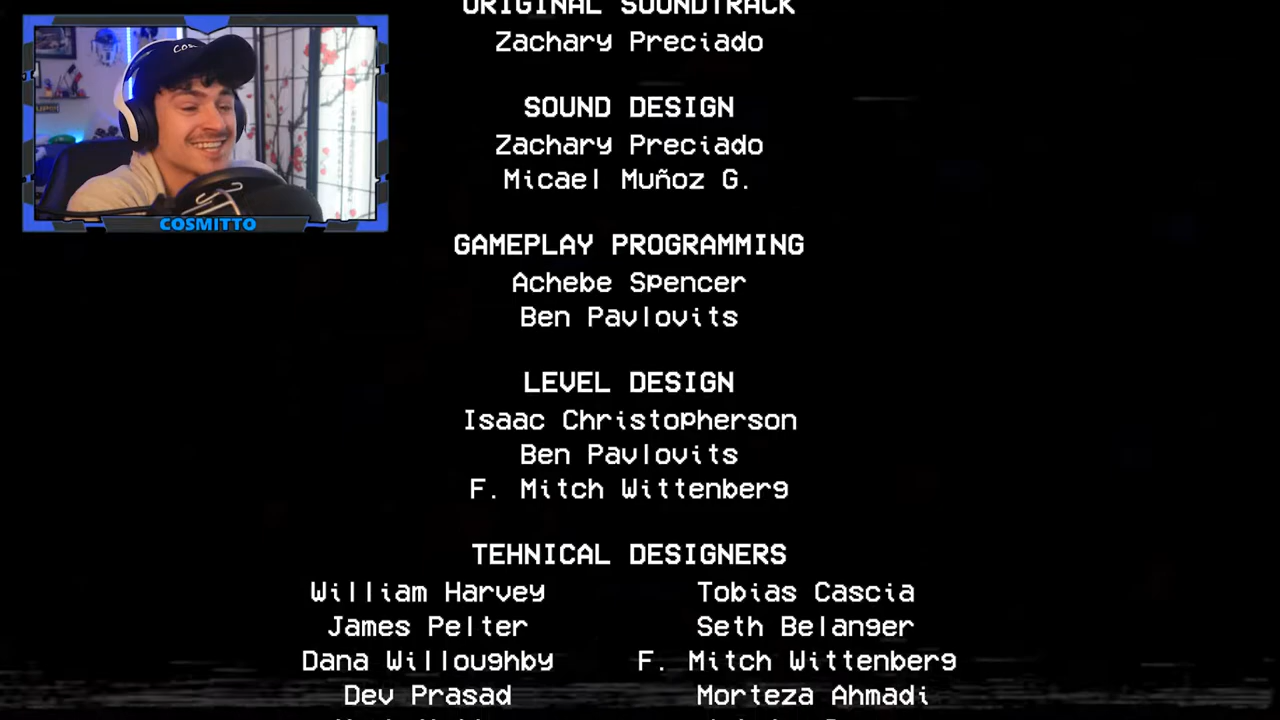 ORIGINAL SOUNDTRACK
Zachary Preciado
SOUND DESIGN
Zachary Preciado
Micael Muñoz G.
COSMITTO
GAMEPLAY PROGRAMMING
Achebe Spencer
Ben Pavlovits
LEVEL DESIGN
Isaac Christopherson
Ben Pavlovits
F. Mitch Wittenberg
TEHNICAL DESIGNERS
William Harvey Tobias Cascia
James Pelter Seth Belanger
Dana Willoughby F. Mitch Wittenberg
Dev Prasad Morteza Ahmadi